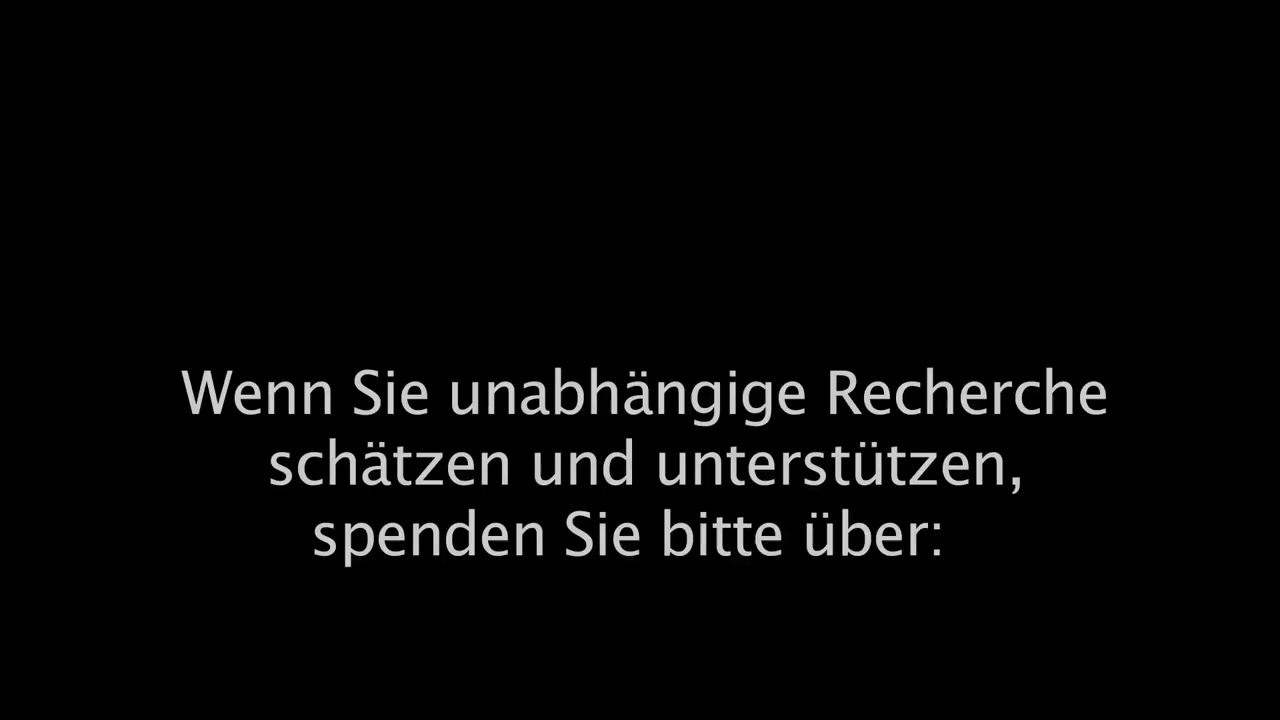 Wenn Sie unabhängige Recherche
schätzen und unterstützen,
spenden Sie bitte über: